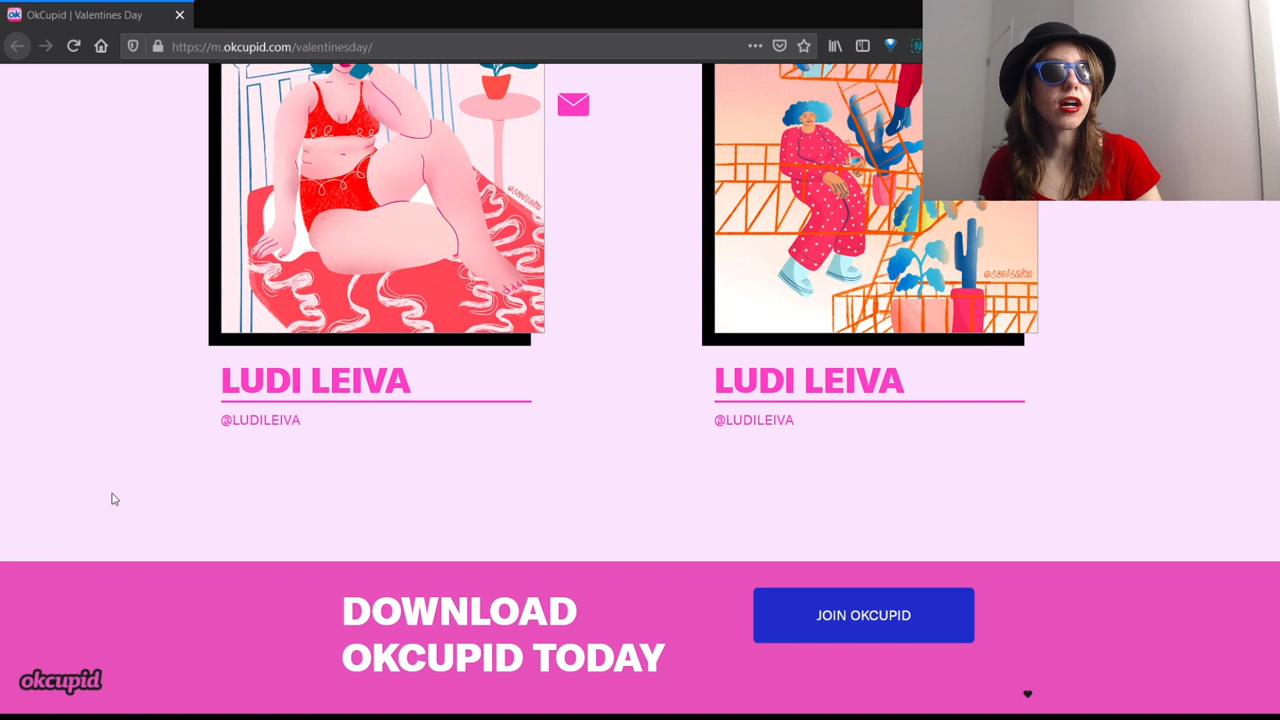 OkCupid | Valentines Day
https://m.okcupid.com/valentinesday/
LUDI LEIVA
@LUDILEIVA
LUDI LEIVA
@LUDILEIVA
DOWNLOAD
OKCUPID TODAY
JOIN OKCUPID
okcupid